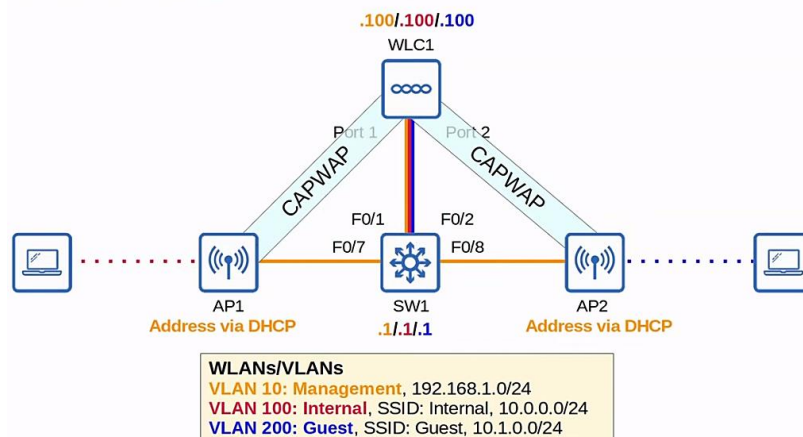 .100/.100/.100
WLC1
Port 1
Port 2
CAPWAP
CAPWAP
F0/1
F0/2
F0/7
F0/8
AP1
SW1
AP2
Address via DHCP
.1/.1/.1
Address via DHCP
WLANs/VLANs
VLAN 10: Management, 192.168.1.0/24
VLAN 100: Internal, SSID: Internal, 10.0.0.0/24
VLAN 200: Guest, SSID: Guest, 10.1.0.0/24